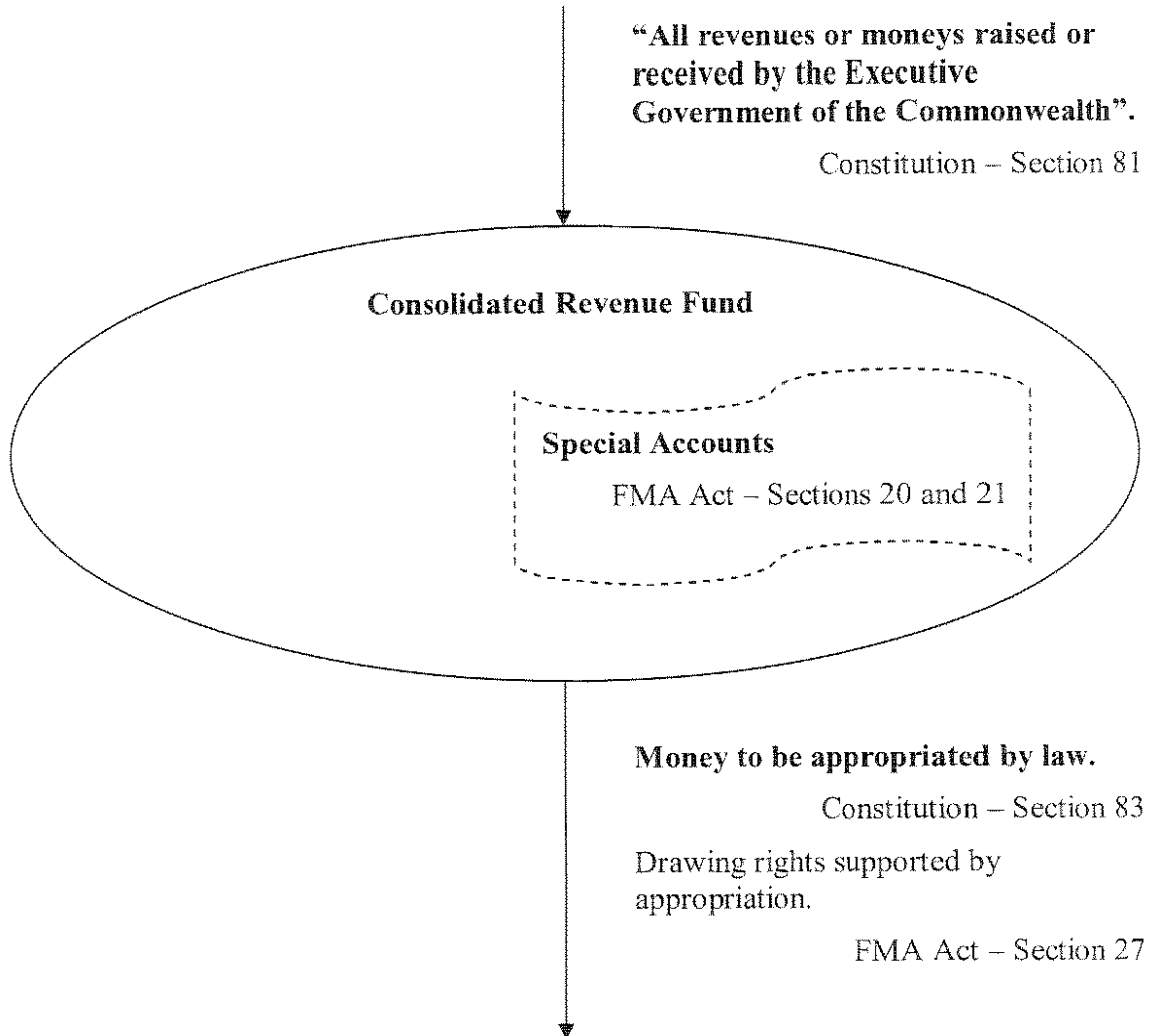 “All revenues or moneys raised or
received by the Executive
Government of the Commonwealth”.
Constitution – Section 81
Consolidated Revenue Fund
Special Accounts
FMA Act – Sections 20 and 21
Money to be appropriated by law.
Constitution – Section 83
Drawing rights supported by
appropriation.
FMA Act – Section 27